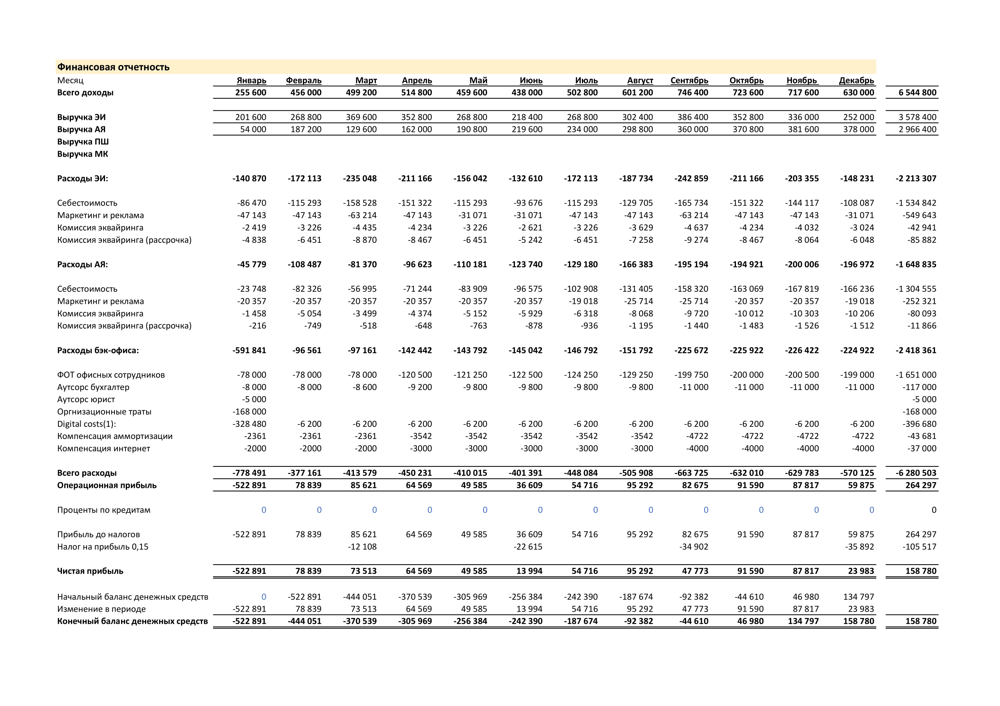 Финансовая отчетность
Месяц Январь Февраль Март Апрель Май Июнь Июль Август Сентябрь Октябрь Ноябрь Декабрь
Всего доходы 255 600 456 000 499 200 514 800 459 600 438 000 502 800 601 200 746 400 723 600 717 600 630 000 6 544 800
Выручка ЭИ 201 600 268 800 369 600 352 800 268 800 218 400 268 800 302 400 386 400 352 800 336 000 252 000 3 578 400
Выручка АЯ 54 000 187 200 129 600 162 000 190 800 219 600 234 000 298 800 360 000 370 800 381 600 378 000 2 966 400
Выручка ПШ
Выручка МК
Расходы ЭИ: -140 870 -172 113 -235 048 -211 166 -156 042 -132 610 -172 113 -187 734 -242 859 -211 166 -203 355 -148 231 -2 213 307
Себестоимость -86 470 -115 293 -158 528 -151 322 -115 293 -93 676 -115 293 -129 705 -165 734 -151 322 -144 117 -108 087 -1 534 842
Маркетинг и реклама -47 143 -47 143 -63 214 -47 143 -31 071 -31 071 -47 143 -47 143 -63 214 -47 143 -47 143 -31 071 -549 643
Комиссия эквайринга -2 419 -3 226 -4 435 -4 234 -3 226 -2 621 -3 226 -3 629 -4 637 -4 234 -4 032 -3 024 -42 941
Комиссия эквайринга (рассрочка) -4 838 -6 451 -8 870 -8 467 -6 451 -5 242 -6 451 -7 258 -9 274 -8 467 -8 064 -6 048 -85 882
Расходы АЯ: -45 779 -108 487 -81 370 -96 623 -110 181 -123 740 -129 180 -166 383 -195 194 -194 921 -200 006 -196 972 -1 648 835
Себестоимость -23 748 -82 326 -56 995 -71 244 -83 909 -96 575 -102 908 -131 405 -158 320 -163 069 -167 819 -166 236 -1 304 555
Маркетинг и реклама -20 357 -20 357 -20 357 -20 357 -20 357 -20 357 -19 018 -25 714 -25 714 -20 357 -20 357 -19 018 -252 321
Комиссия эквайринга -1 458 -5 054 -3 499 -4 374 -5 152 -5 929 -6 318 -8 068 -9 720 -10 012 -10 303 -10 206 -80 093
Комиссия эквайринга (рассрочка) -216 -749 -518 -648 -763 -878 -936 -1 195 -1 440 -1 483 -1 526 -1 512 -11 866
Расходы бэк-офиса: -591 841 -96 561 -97 161 -142 442 -143 792 -145 042 -146 792 -151 792 -225 672 -225 922 -226 422 -224 922 -2 418 361
ФОТ офисных сотрудников -78 000 -78 000 -78 000 -120 500 -121 250 -122 500 -124 250 -129 250 -199 750 -200 000 -200 500 -199 000 -1 651 000
Аутсорс бухгалтер -8 000 -8 000 -8 600 -9 200 -9 800 -9 800 -9 800 -9 800 -11 000 -11 000 -11 000 -11 000 -117 000
Аутсорс юрист -5 000 -5 000
Оргнизационные траты -168 000 -168 000
Digital costs(1): -328 480 -6 200 -6 200 -6 200 -6 200 -6 200 -6 200 -6 200 -6 200 -6 200 -6 200 -6 200 -396 680
Компенсация аммортизации -2361 -2361 -2361 -3542 -3542 -3542 -3542 -3542 -4722 -4722 -4722 -4722 -43 681
Компенсация интернет -2000 -2000 -2000 -3000 -3000 -3000 -3000 -3000 -4000 -4000 -4000 -4000 -37 000
Всего расходы -778 491 -377 161 -413 579 -450 231 -410 015 -401 391 -448 084 -505 908 -663 725 -632 010 -629 783 -570 125 -6 280 503
Операционная прибыль -522 891 78 839 85 621 64 569 49 585 36 609 54 716 95 292 82 675 91 590 87 817 59 875 264 297
Проценты по кредитам 0 0 0 0 0 0 0 0 0 0 0 0 0
Прибыль до налогов -522 891 78 839 85 621 64 569 49 585 36 609 54 716 95 292 82 675 91 590 87 817 59 875 264 297
Налог на прибыль 0,15 -12 108 -22 615 -34 902 -35 892 -105 517
Чистая прибыль -522 891 78 839 73 513 64 569 49 585 13 994 54 716 95 292 47 773 91 590 87 817 23 983 158 780
Начальный баланс денежных средств 0 -522 891 -444 051 -370 539 -305 969 -256 384 -242 390 -187 674 -92 382 -44 610 46 980 134 797
Изменение в периоде -522 891 78 839 73 513 64 569 49 585 13 994 54 716 95 292 47 773 91 590 87 817 23 983
Конечный баланс денежных средств -522 891 -444 051 -370 539 -305 969 -256 384 -242 390 -187 674 -92 382 -44 610 46 980 134 797 158 780 158 780